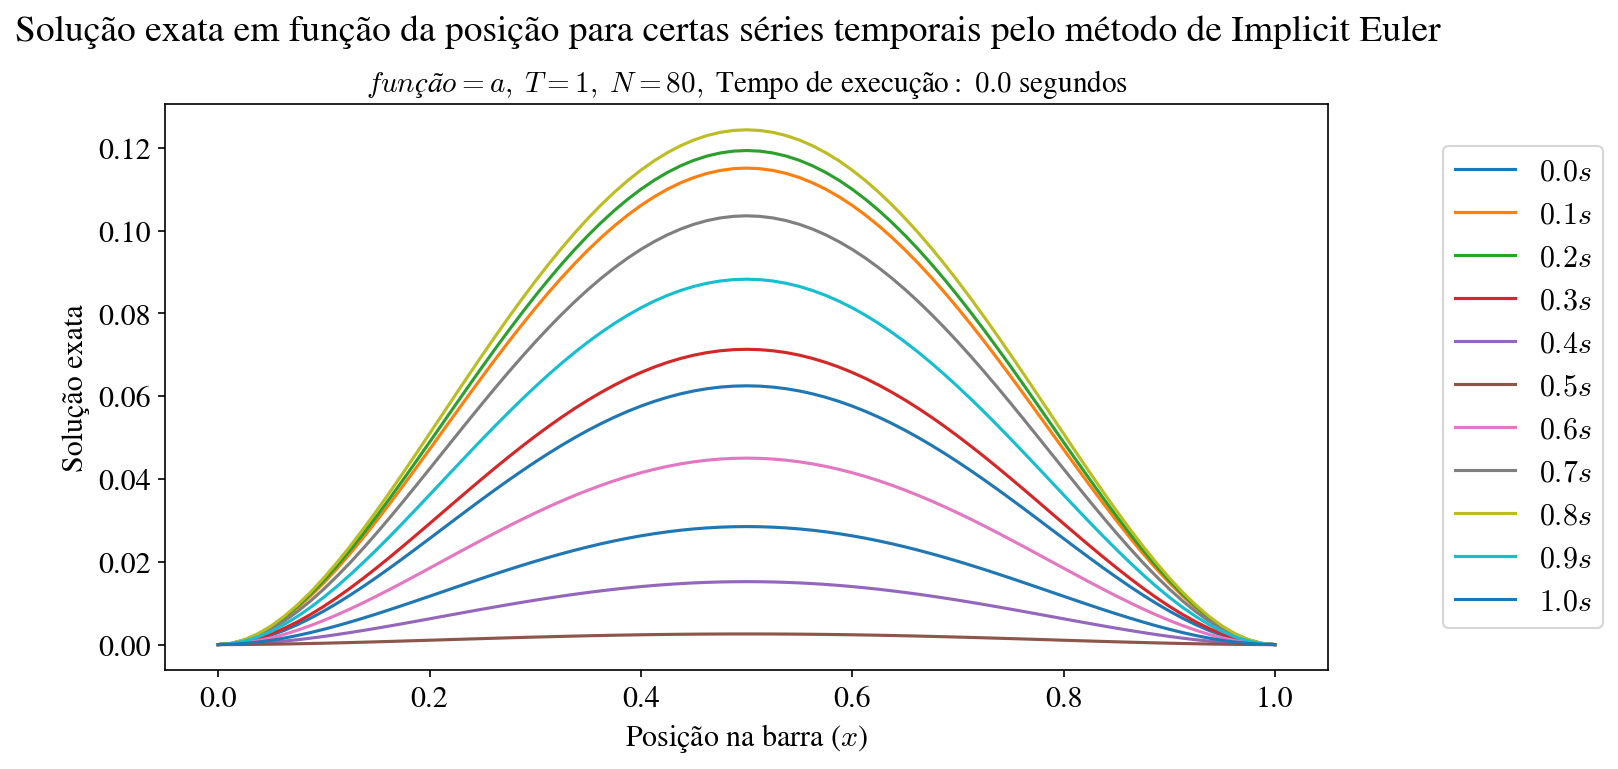 Solução exata em função da posição para certas séries temporais pelo método de Implicit Euler
função = a, T = 1, N = 80, Tempo de execução : 0.0 segundos
0.12
0.10
0.08
0.06
0.04
0.02
0.00
Solução exata
0.0 0.2 0.4 0.6 0.8 1.0
Posição na barra (x)
0.0s
0.1s
0.2s
0.3s
0.4s
0.5s
0.6s
0.7s
0.8s
0.9s
1.0s